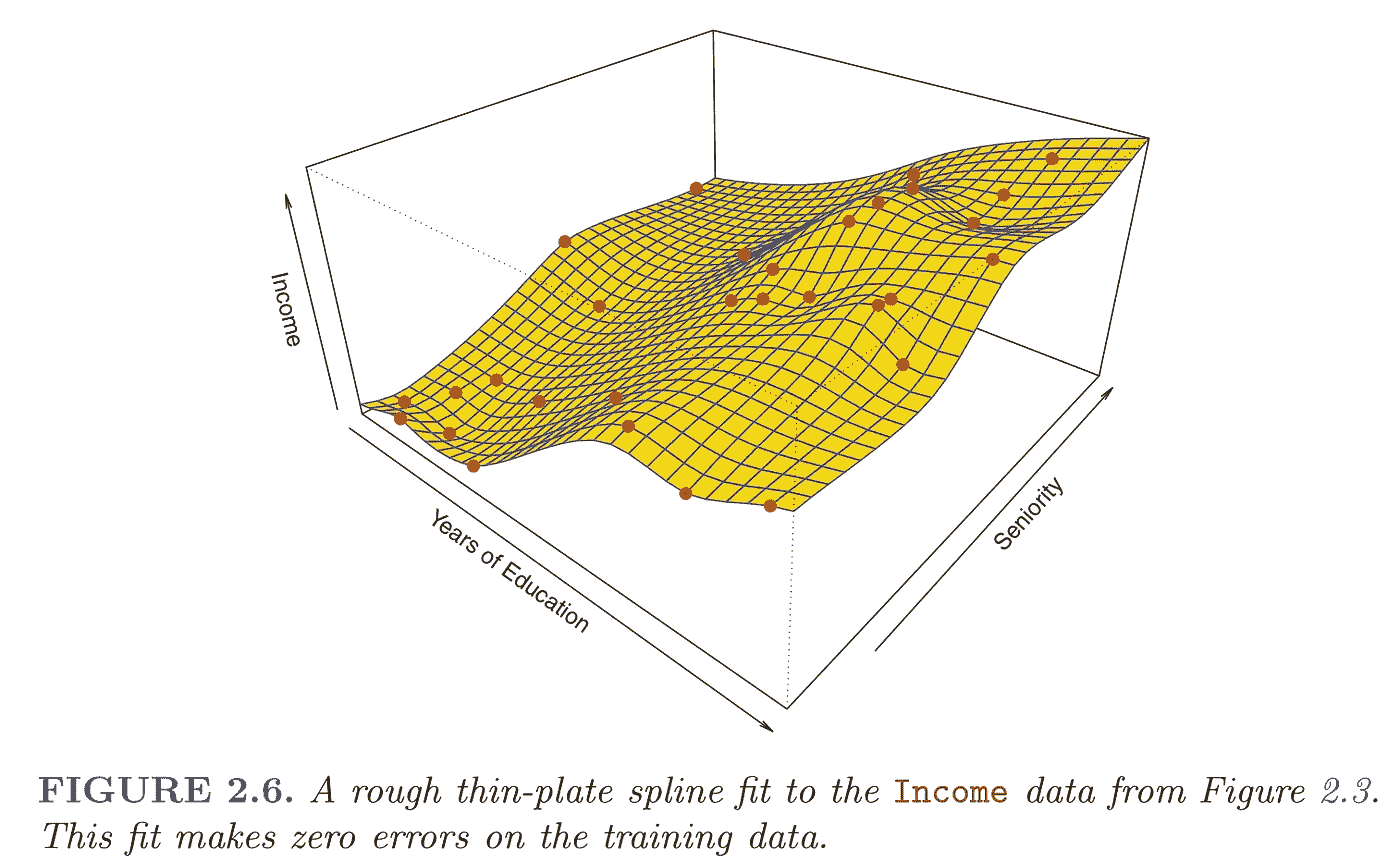 Income
Years of Education
Seniority
FIGURE 2.6. A rough thin-plate spline fit to the Income data from Figure 2.3.
This fit makes zero errors on the training data.